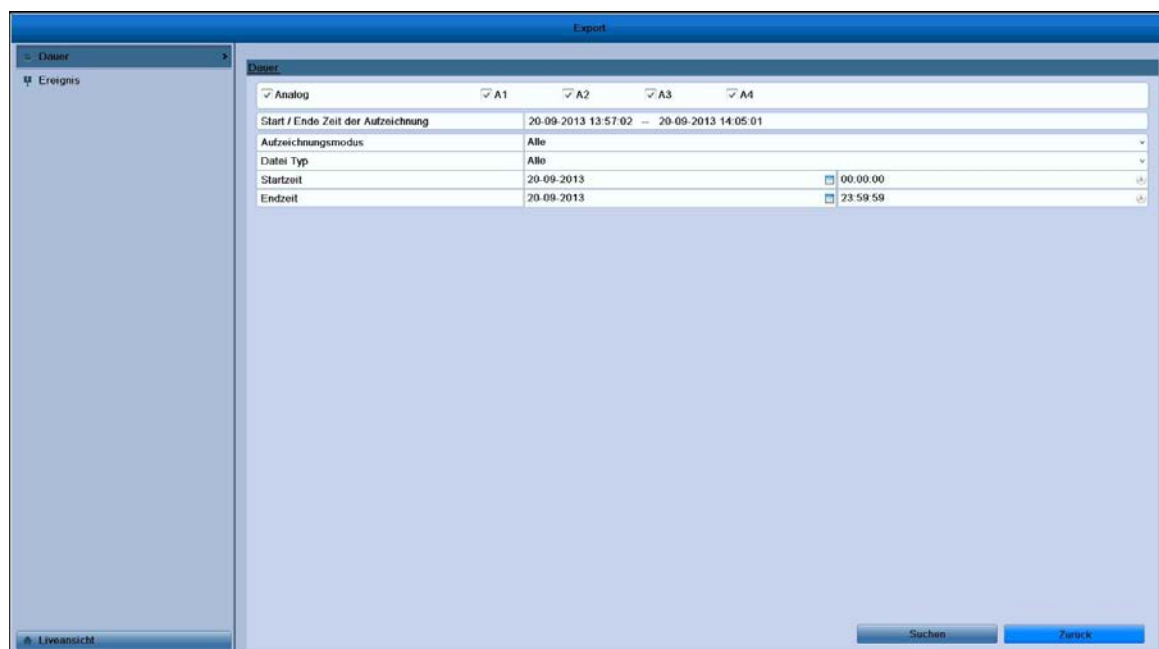 Export
Dauer
Ereignis
Dauer
Analog A1 A2 A3 A4
Start / Ende Zeit der Aufzeichnung 20-09-2013 13:57:02 -- 20-09-2013 14:05:01
Aufzeichnungsmodus Alle
Datei Typ Alle
Startzeit 20-09-2013 00:00:00
Endzeit 20-09-2013 23:59:59
Liveansicht Suchen Zurück